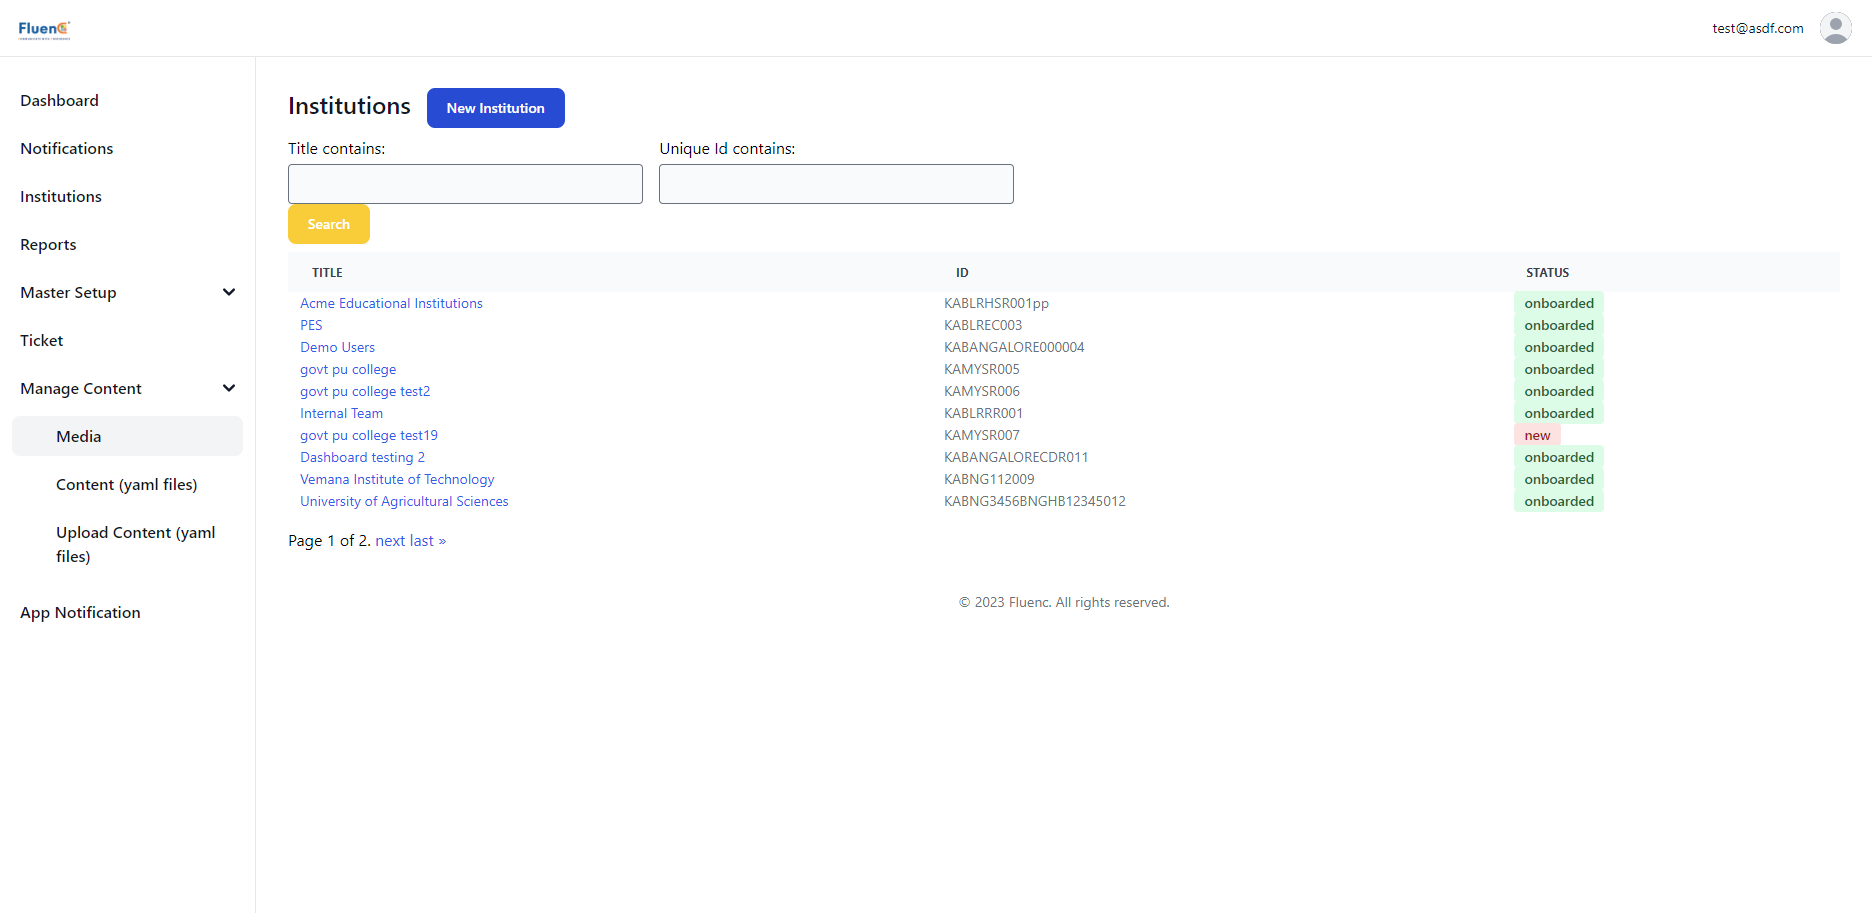 FluenC
test@asdf.com
Dashboard
Notifications
Institutions
Reports
Master Setup
Ticket
Manage Content
Media
Content (yaml files)
Upload Content (yaml
files)
App Notification
Institutions New Institution
Title contains: Unique Id contains:
Search
TITLE ID STATUS
Acme Educational Institutions KABLRHSR001pp onboarded
PES KABLREC003 onboarded
Demo Users KABANGALORE000004 onboarded
govt pu college KAMYSR005 onboarded
govt pu college test2 KAMYSR006 onboarded
Internal Team KABLRRR001 onboarded
govt pu college test19 KAMYSR007 new
Dashboard testing 2 KABANGALORECDR011 onboarded
Vemana Institute of Technology KABNG112009 onboarded
University of Agricultural Sciences KABNG3456BNGHB12345012 onboarded
Page 1 of 2. next last »
© 2023 Fluenc. All rights reserved.